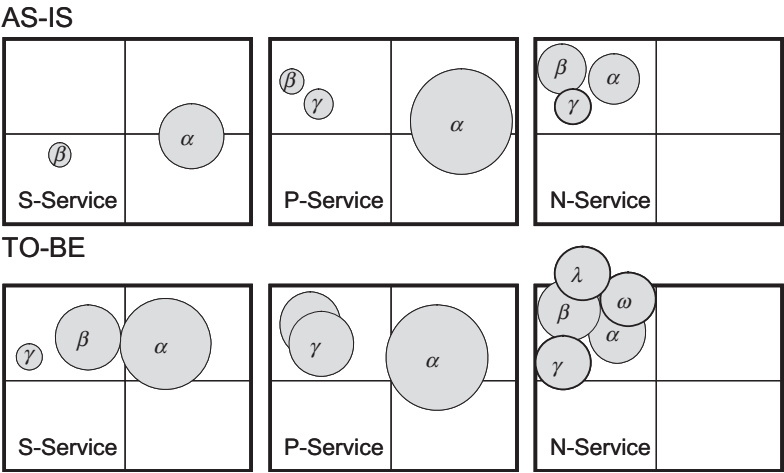 AS-IS
β
α
S-Service
β
γ
α
P-Service
β
α
γ
N-Service
TO-BE
γ
β
α
S-Service
γ
α
P-Service
λ
β
ω
α
γ
N-Service